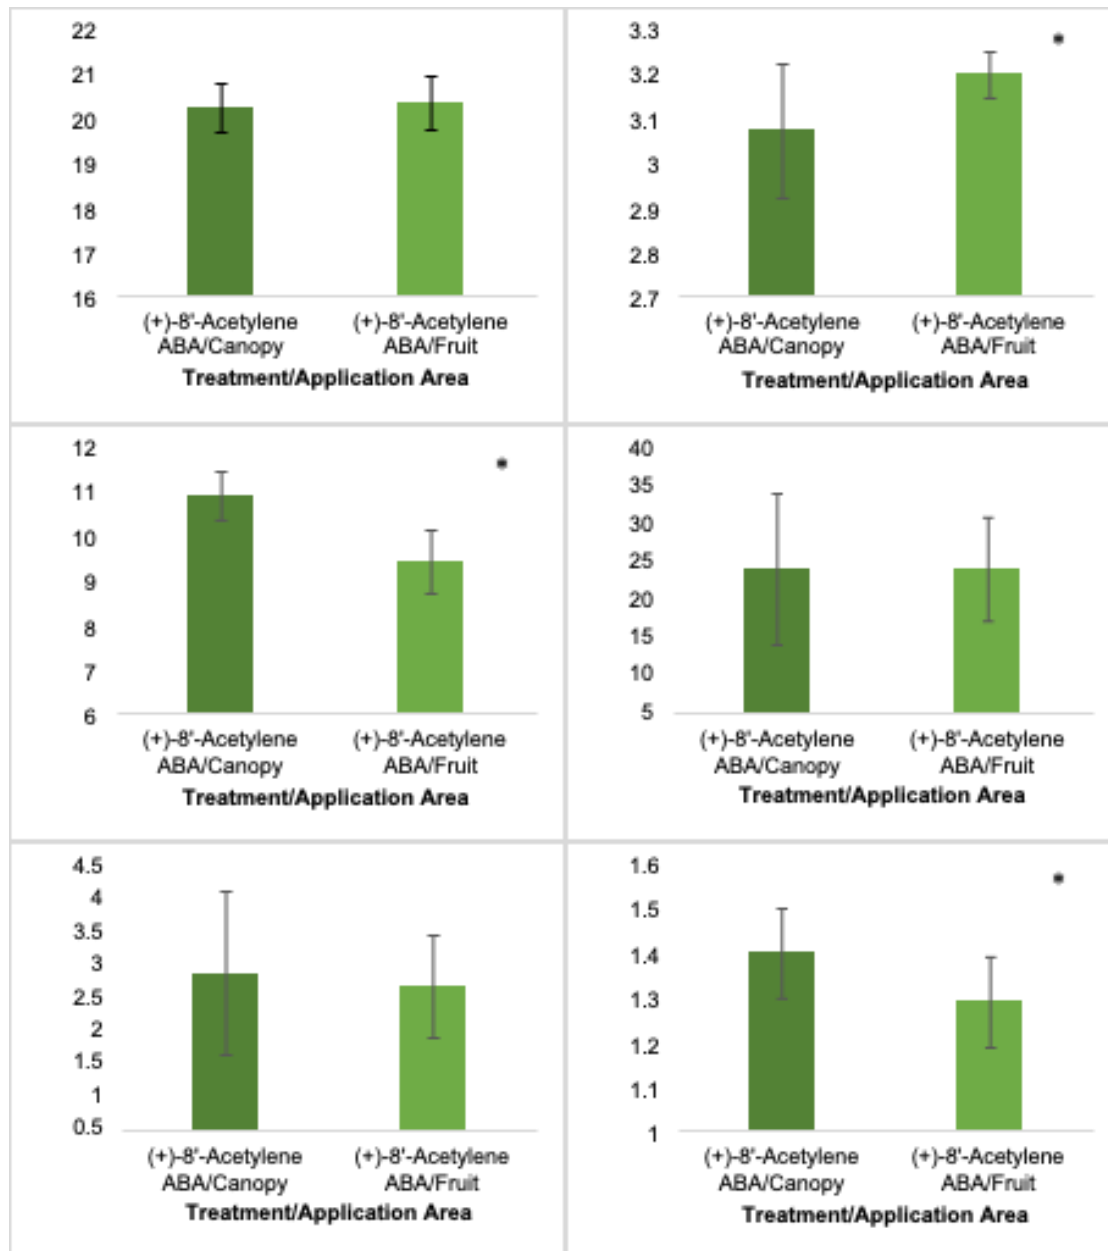 22
21
20
19
18
17
16
(+)-8'-Acetylene (+)-8'-Acetylene
ABA/Canopy ABA/Fruit
Treatment/Application Area
3.3
3.2
3.1
3
2.9
2.8
2.7
*
(+)-8'-Acetylene (+)-8'-Acetylene
ABA/Canopy ABA/Fruit
Treatment/Application Area
12
11
10
9
8
7
6
*
(+)-8'-Acetylene (+)-8'-Acetylene
ABA/Canopy ABA/Fruit
Treatment/Application Area
40
35
30
25
20
15
10
5
(+)-8'-Acetylene (+)-8'-Acetylene
ABA/Canopy ABA/Fruit
Treatment/Application Area
4.5
4
3.5
3
2.5
2
1.5
1
0.5
(+)-8'-Acetylene (+)-8'-Acetylene
ABA/Canopy ABA/Fruit
Treatment/Application Area
1.6
1.5
1.4
1.3
1.2
1.1
1
*
(+)-8'-Acetylene (+)-8'-Acetylene
ABA/Canopy ABA/Fruit
Treatment/Application Area